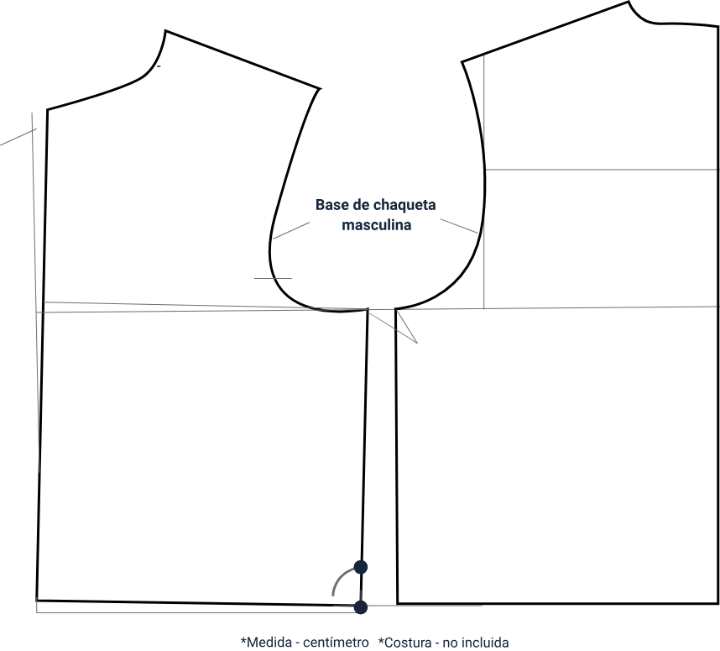 Base de chaqueta
masculina
*Medida - centímetro *Costura - no incluida